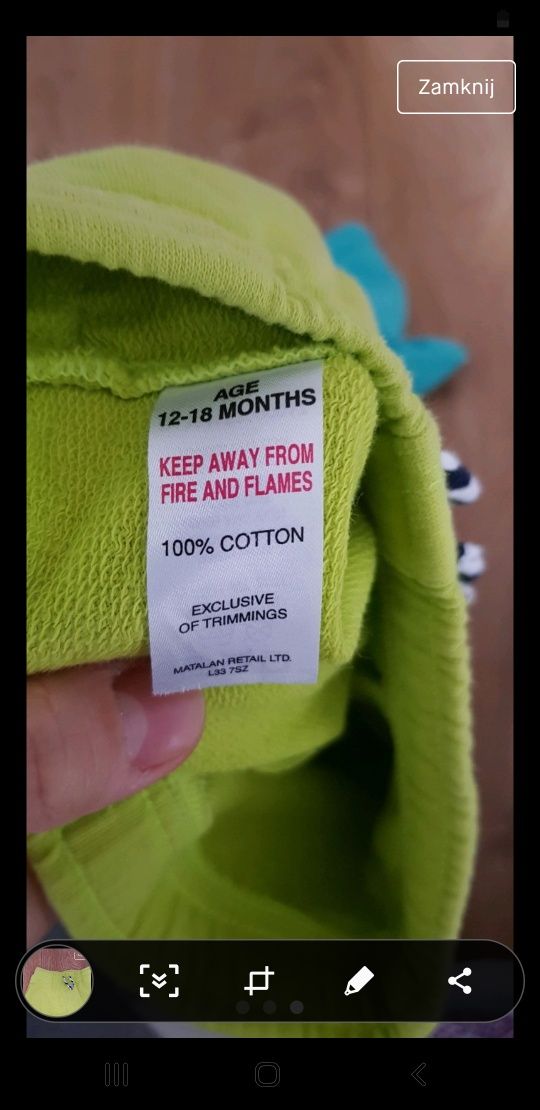 Zamknij
AGE
12-18 MONTHS
KEEP AWAY FROM
FIRE AND FLAMES
100% COTTON
EXCLUSIVE
OF TRIMMINGS
MATALAN RETAIL LTD.
L33 7SZ